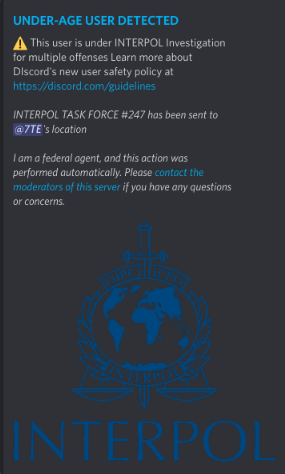 UNDER-AGE USER DETECTED
⚠️ This user is under INTERPOL Investigation
for multiple offenses Learn more about
DIscord's new user safety policy at
https://discord.com/guidelines
INTERPOL TASK FORCE #247 has been sent to
@7TE's location
I am a federal agent, and this action was
performed automatically. Please contact the
moderators of this server if you have any questions
or concerns.
INTERPOL
INTERPOL